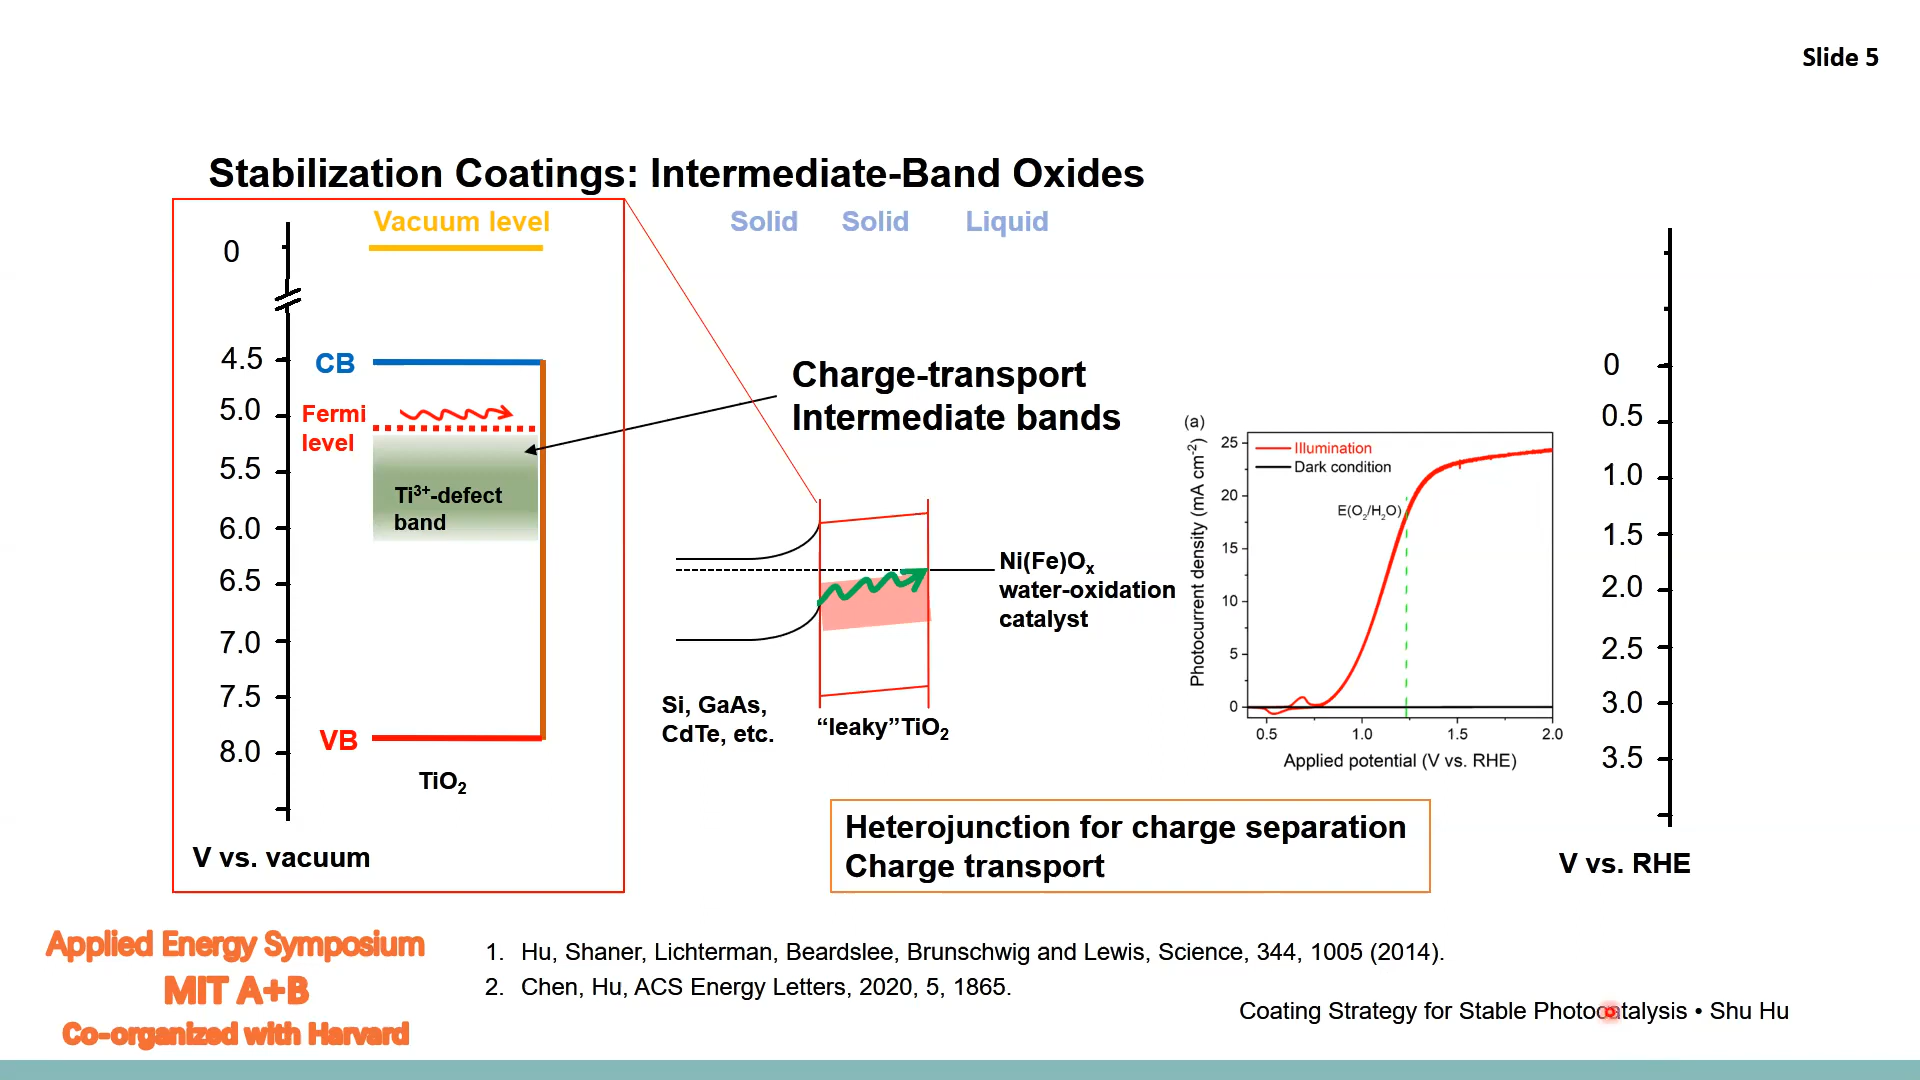 Slide 5
Stabilization Coatings: Intermediate-Band Oxides
Vacuum level
Solid Solid Liquid
0
4.5
5.0
5.5
6.0
6.5
7.0
7.5
8.0
CB
Fermi
level
Ti³⁺-defect
band
VB
TiO₂
V vs. vacuum
Charge-transport
Intermediate bands
Ni(Fe)Oₓ
water-oxidation
catalyst
Si, GaAs,
CdTe, etc.
“leaky”TiO₂
(a)
Photocurrent density (mA cm⁻²)
25
20
15
10
5
0
Illumination
Dark condition
E(O₂/H₂O)
0.5 1.0 1.5 2.0
Applied potential (V vs. RHE)
0
0.5
1.0
1.5
2.0
2.5
3.0
3.5
V vs. RHE
Heterojunction for charge separation
Charge transport
Applied Energy Symposium
MIT A+B
Co-organized with Harvard
1. Hu, Shaner, Lichterman, Beardslee, Brunschwig and Lewis, Science, 344, 1005 (2014).
2. Chen, Hu, ACS Energy Letters, 2020, 5, 1865.
Coating Strategy for Stable Photocatalysis • Shu Hu